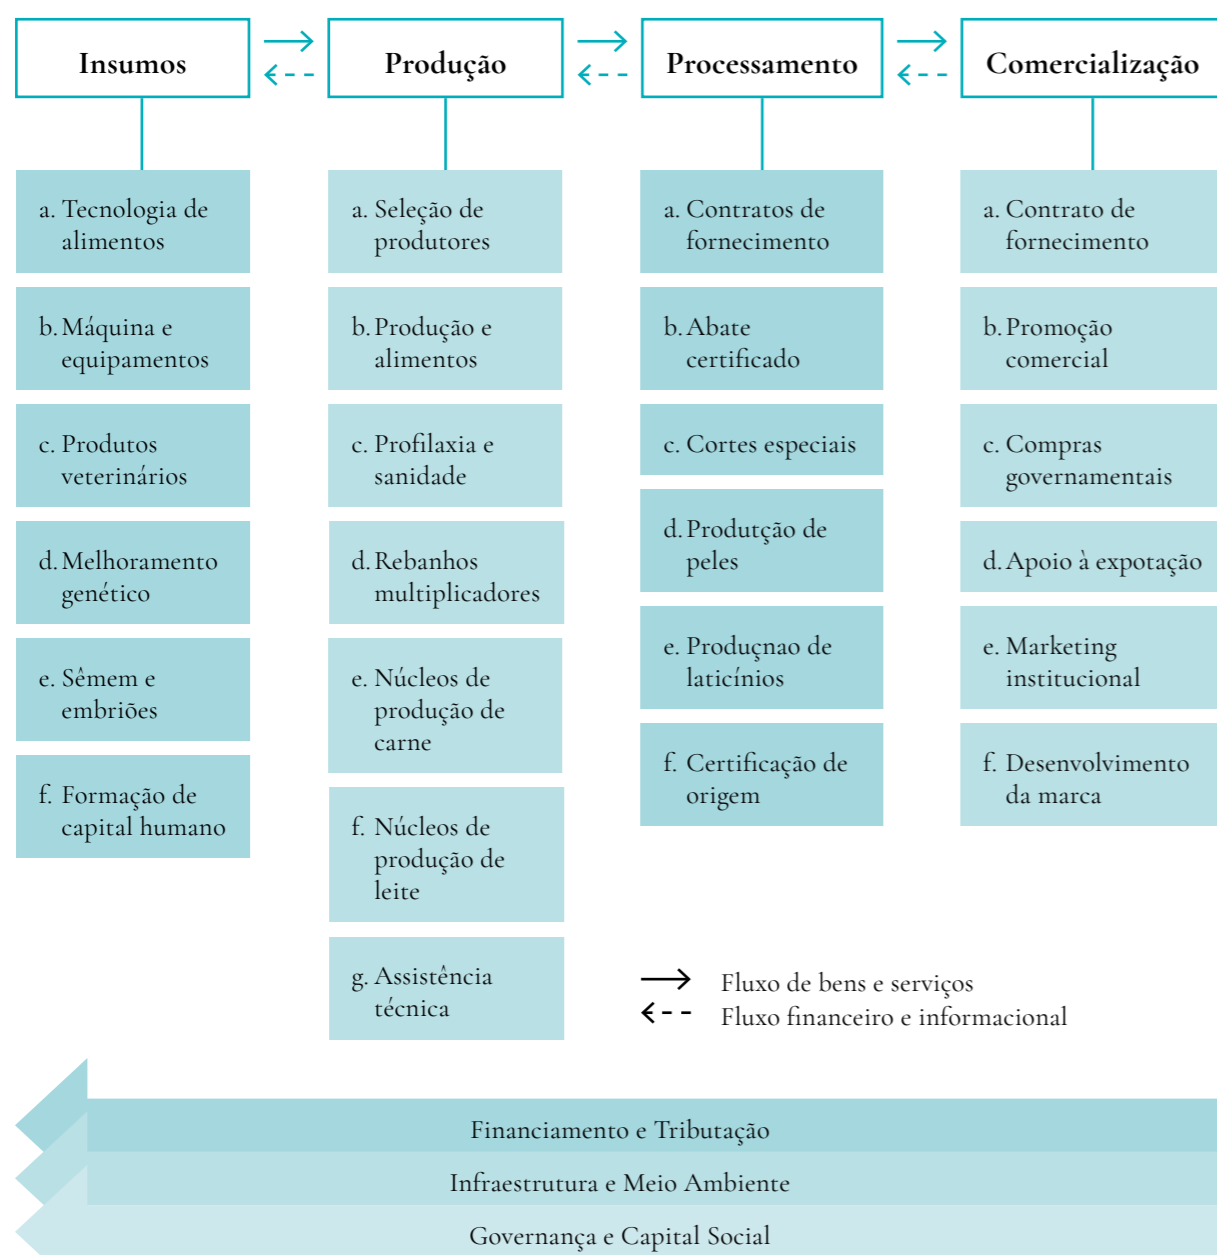 Insumos
Produção
Processamento
Comercialização
a. Tecnologia de
alimentos
b. Máquina e
equipamentos
c. Produtos
veterinários
d. Melhoramento
genético
e. Sêmem e
embriões
f. Formação de
capital humano
a. Seleção de
produtores
b. Produção e
alimentos
c. Profilaxia e
sanidade
d. Rebanhos
multiplicadores
e. Núcleos de
produção de
carne
f. Núcleos de
produção de
leite
g. Assistência
técnica
a. Contratos de
fornecimento
b. Abate
certificado
c. Cortes especiais
d. Produtção de
peles
e. Produçnao de
laticínios
f. Certificação de
origem
a. Contrato de
fornecimento
b. Promoção
comercial
c. Compras
governamentais
d. Apoio à expotação
e. Marketing
institucional
f. Desenvolvimento
da marca
Fluxo de bens e serviços
Fluxo financeiro e informacional
Financiamento e Tributação
Infraestrutura e Meio Ambiente
Governança e Capital Social